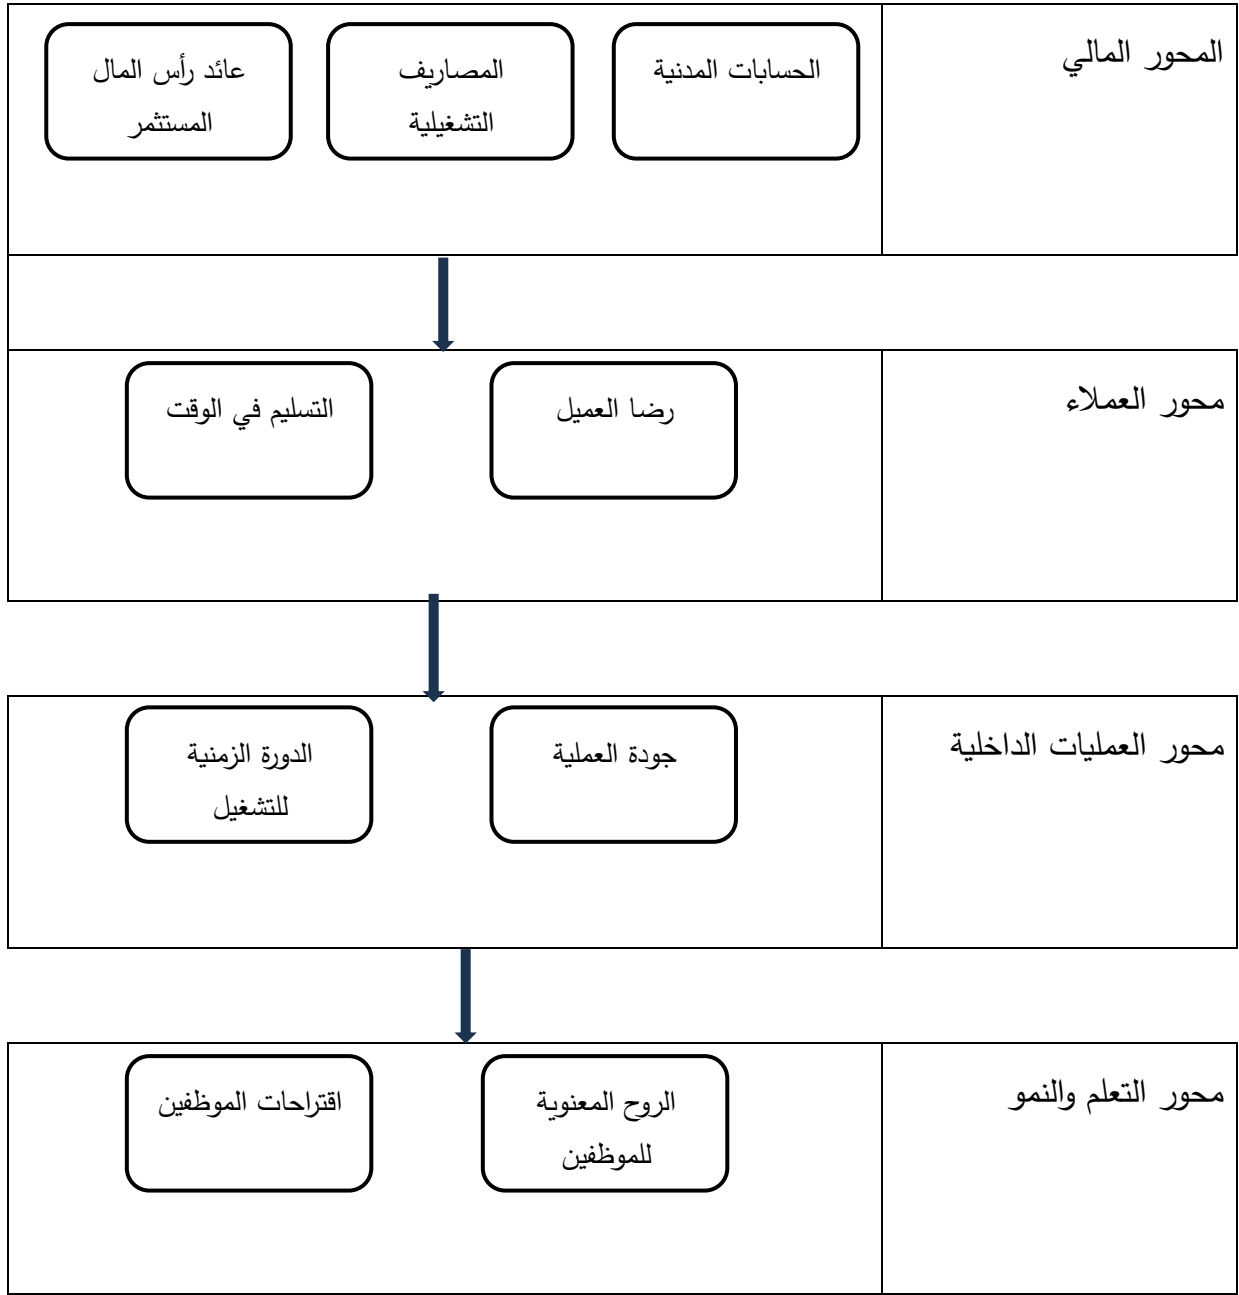 المحور المالي
الحسابات المدنية
المصاريف
التشغيلية
عائد رأس المال
المستثمر
محور العملاء
رضا العميل
التسليم في الوقت
محور العمليات الداخلية
جودة العملية
الدورة الزمنية
للتشغيل
محور التعلم والنمو
الروح المعنوية
للموظفين
اقتراحات الموظفين